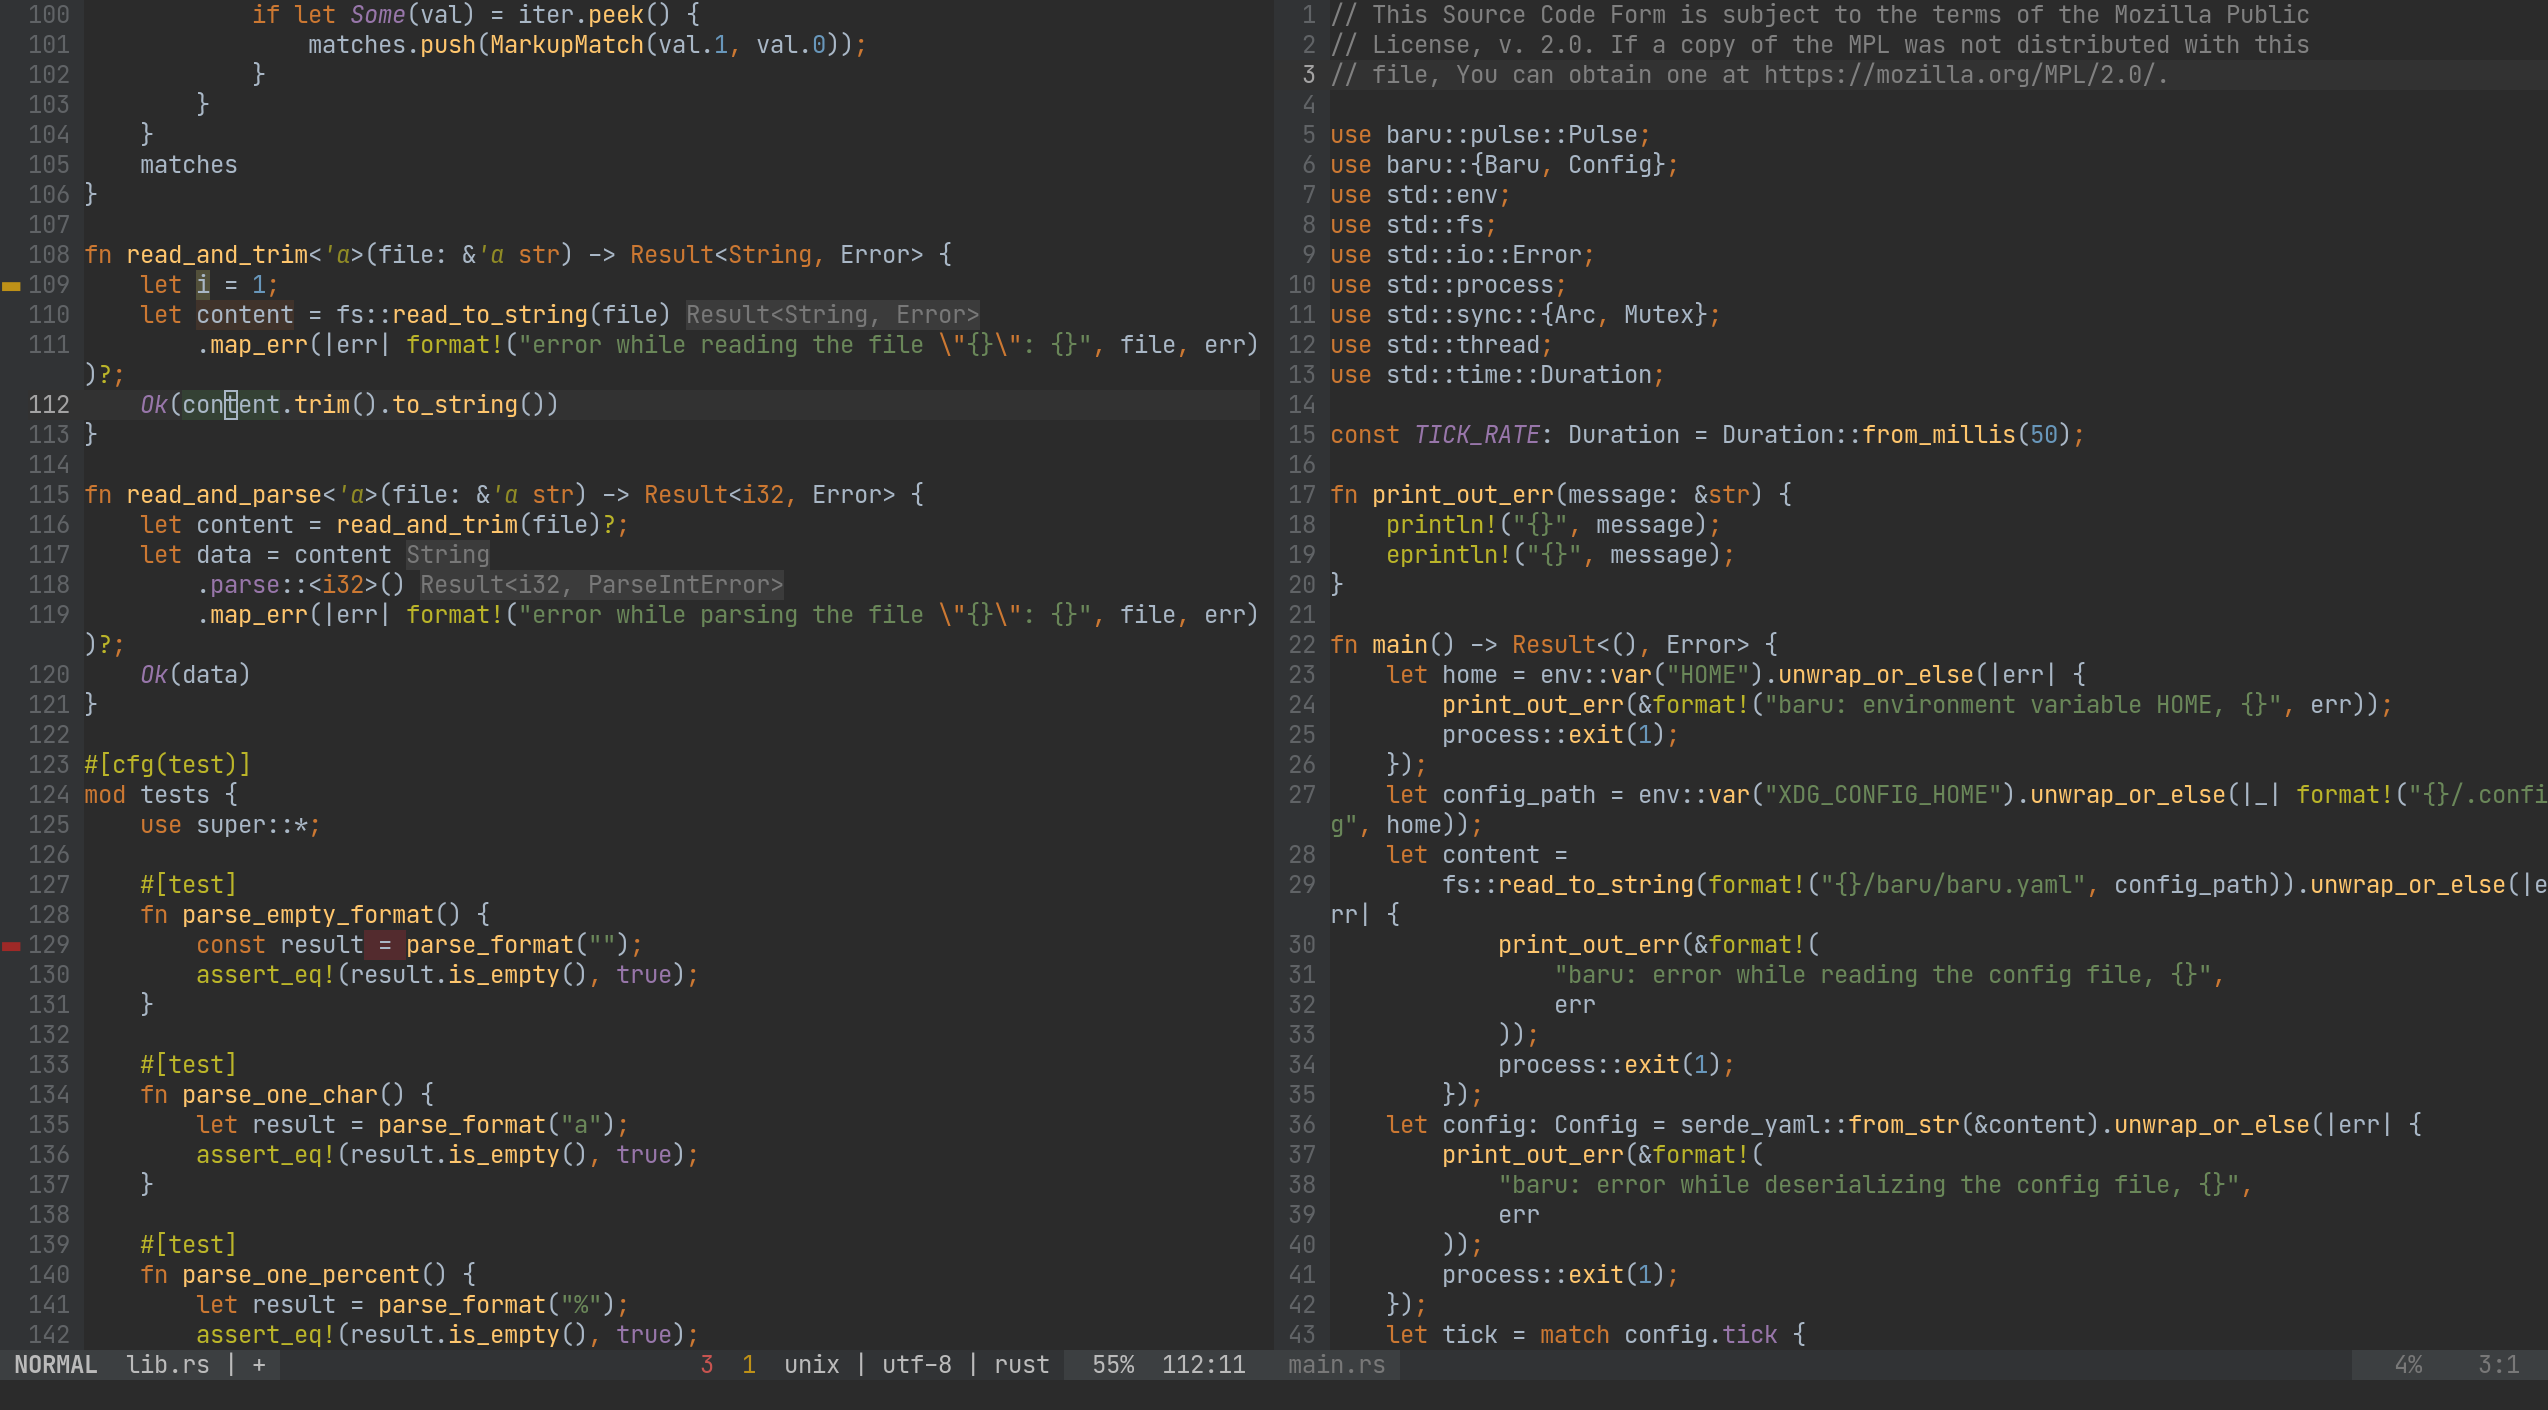 100             if let Some(val) = iter.peek() {
101                 matches.push(MarkupMatch(val.1, val.0));
102             }
103         }
104     }
105     matches
106 }
107
108 fn read_and_trim<'a>(file: &'a str) -> Result<String, Error> {
109     let i = 1;
110     let content = fs::read_to_string(file) Result<String, Error>
111         .map_err(|err| format!("error while reading the file \"{}\": {}", file, err)
)?;
112     Ok(content.trim().to_string())
113 }
114
115 fn read_and_parse<'a>(file: &'a str) -> Result<i32, Error> {
116     let content = read_and_trim(file)?;
117     let data = content String
118         .parse::<i32>() Result<i32, ParseIntError>
119         .map_err(|err| format!("error while parsing the file \"{}\": {}", file, err)
)?;
120     Ok(data)
121 }
122
123 #[cfg(test)]
124 mod tests {
125     use super::*;
126
127     #[test]
128     fn parse_empty_format() {
129         const result = parse_format("");
130         assert_eq!(result.is_empty(), true);
131     }
132
133     #[test]
134     fn parse_one_char() {
135         let result = parse_format("a");
136         assert_eq!(result.is_empty(), true);
137     }
138
139     #[test]
140     fn parse_one_percent() {
141         let result = parse_format("%");
142         assert_eq!(result.is_empty(), true);
NORMAL  lib.rs | +  3  1  unix | utf-8 | rust  55%  112:11
1 // This Source Code Form is subject to the terms of the Mozilla Public
2 // License, v. 2.0. If a copy of the MPL was not distributed with this
3 // file, You can obtain one at https://mozilla.org/MPL/2.0/.
4
5 use baru::pulse::Pulse;
6 use baru::{Baru, Config};
7 use std::env;
8 use std::fs;
9 use std::io::Error;
10 use std::process;
11 use std::sync::{Arc, Mutex};
12 use std::thread;
13 use std::time::Duration;
14
15 const TICK_RATE: Duration = Duration::from_millis(50);
16
17 fn print_out_err(message: &str) {
18     println!("{}", message);
19     eprintln!("{}", message);
20 }
21
22 fn main() -> Result<(), Error> {
23     let home = env::var("HOME").unwrap_or_else(|err| {
24         print_out_err(&format!("baru: environment variable HOME, {}", err));
25         process::exit(1);
26     });
27     let config_path = env::var("XDG_CONFIG_HOME").unwrap_or_else(|_| format!("{}/.confi
g", home));
28     let content =
29         fs::read_to_string(format!("{}/baru/baru.yaml", config_path)).unwrap_or_else(|e
rr| {
30             print_out_err(&format!(
31                 "baru: error while reading the config file, {}",
32                 err
33             ));
34             process::exit(1);
35         });
36     let config: Config = serde_yaml::from_str(&content).unwrap_or_else(|err| {
37         print_out_err(&format!(
38             "baru: error while deserializing the config file, {}",
39             err
40         ));
41         process::exit(1);
42     });
43     let tick = match config.tick {
main.rs  4%  3:1